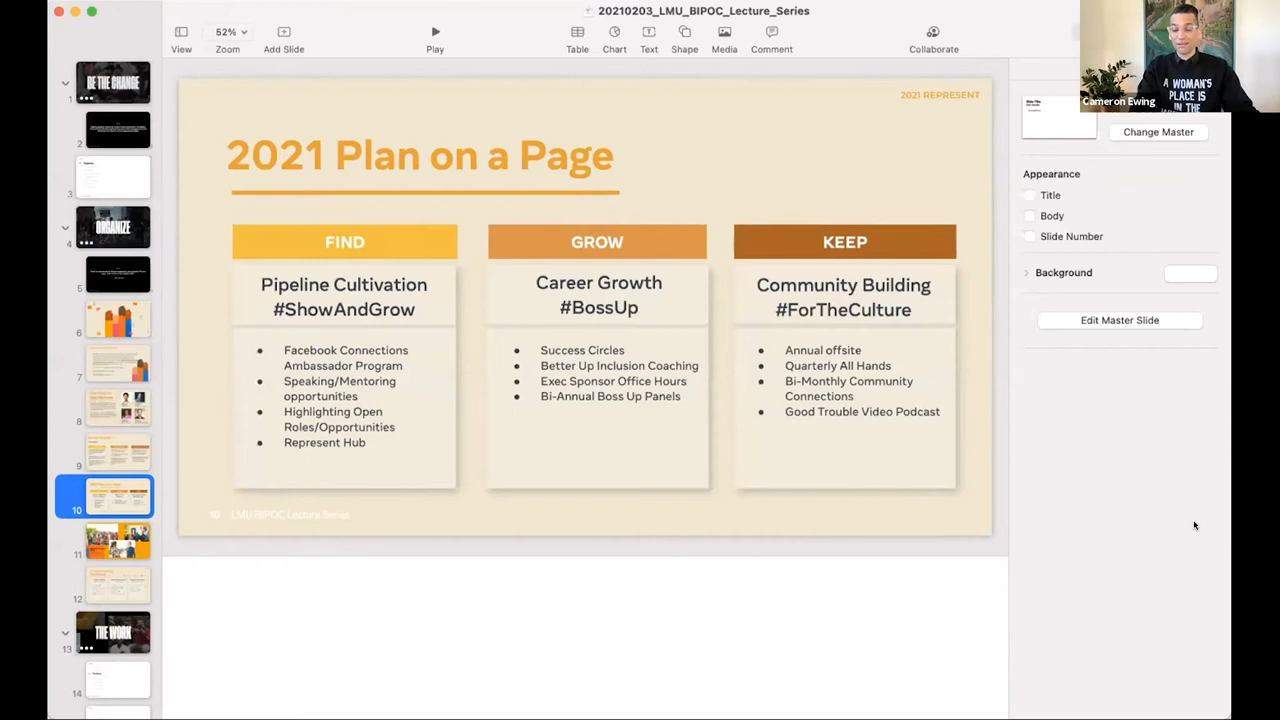 20210203_LMU_BIPOC_Lecture_Series
52%
View
Zoom
Add Slide
Play
Table
Chart
Text
Shape
Media
Comment
Collaborate
A WOMAN'S
PLACE IS
IN THE
Cameron Ewing
BE THE CHANGE
1
2
3
ORGANIZE
4
5
6
7
8
9
10
11
12
THE WORK
13
14
2021 REPRESENT
2021 Plan on a Page
FIND
Pipeline Cultivation
#ShowAndGrow
● Facebook Connections
Ambassador Program
● Speaking/Mentoring
opportunities
● Highlighting Open
Roles/Opportunities
● Represent Hub
GROW
Career Growth
#BossUp
● Success Circles
● Better Up Inclusion Coaching
● Exec Sponsor Office Hours
● Bi-Annual Boss Up Panels
KEEP
Community Building
#ForTheCulture
● Annual offsite
● Quarterly All Hands
● Bi-Monthly Community
Connections
● Good Trouble Video Podcast
10 LMU BIPOC Lecture Series
Change Master
Appearance
Title
Body
Slide Number
Background
Edit Master Slide